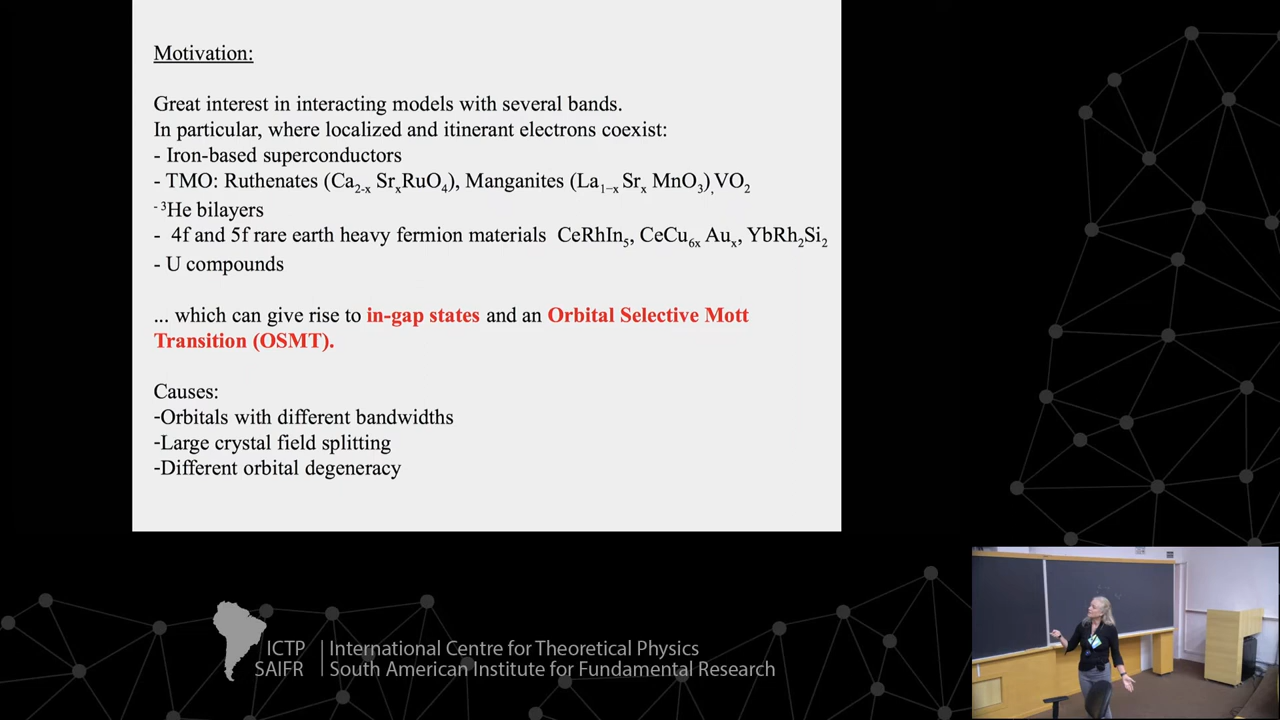 Motivation:
Great interest in interacting models with several bands.
In particular, where localized and itinerant electrons coexist:
- Iron-based superconductors
- TMO: Ruthenates (Ca₂₋ₓ SrₓRuO₄), Manganites (La₁₋ₓ Srₓ MnO₃),VO₂
- ³He bilayers
- 4f and 5f rare earth heavy fermion materials CeRhIn₅, CeCu₆ₓ Auₓ, YbRh₂Si₂
- U compounds
... which can give rise to in-gap states and an Orbital Selective Mott
Transition (OSMT).
Causes:
-Orbitals with different bandwidths
-Large crystal field splitting
-Different orbital degeneracy
ICTP | International Centre for Theoretical Physics
SAIFR | South American Institute for Fundamental Research